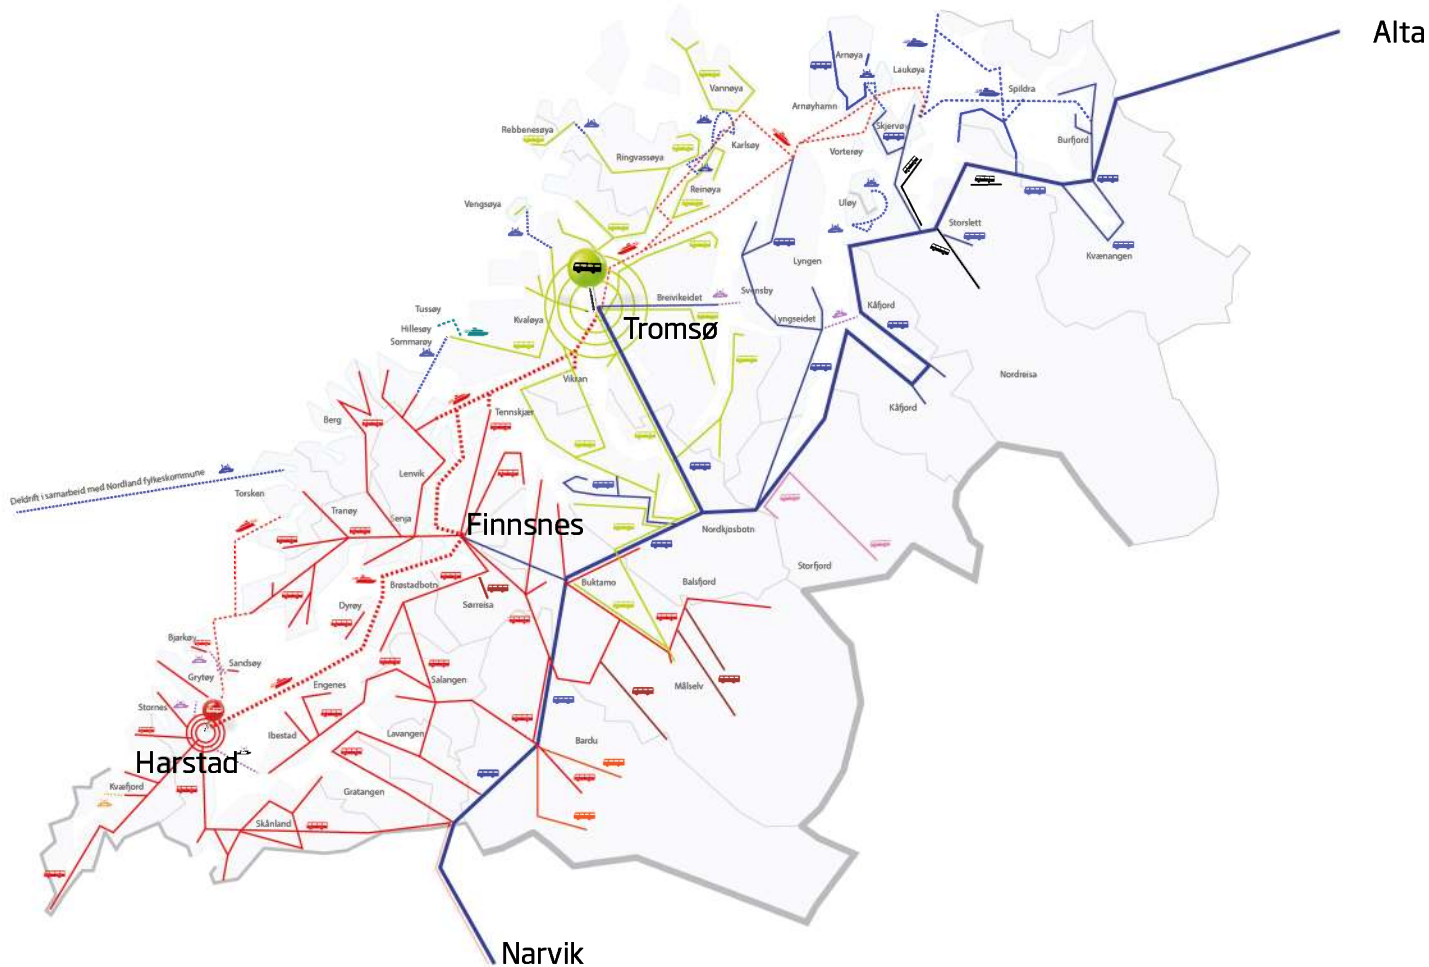 Alta
Arnøya
Laukøya
Vannøya
Spildra
Arnøyhamn
Rebbenesøya
Skjervøy
Karlsøy
Burfjord
Vorterøy
Ringvassøya
Reinøya
Vengsøya
Uløy
Storslett
Kvænangen
Lyngen
Breivikeidet
Svensby
Tussøy
Kvaløya
Lyngseidet
Kåfjord
Hillesøy
Tromsø
Sommarøy
Nordreisa
Vikran
Kåfjord
Berg
Tennskjær
Lenvik
Deldrift i samarbeid med Nordland fylkeskommune
Torsken
Tranøy
Senja
Finnsnes
Nordkjosbotn
Storfjord
Brøstadbotn
Buktamo
Balsfjord
Dyrøy
Sørreisa
Bjarkøy
Sandsøy
Grytøy
Engenes
Salangen
Målselv
Stornes
Ibestad
Lavangen
Bardu
Harstad
Kvæfjord
Gratangen
Skånland
Narvik